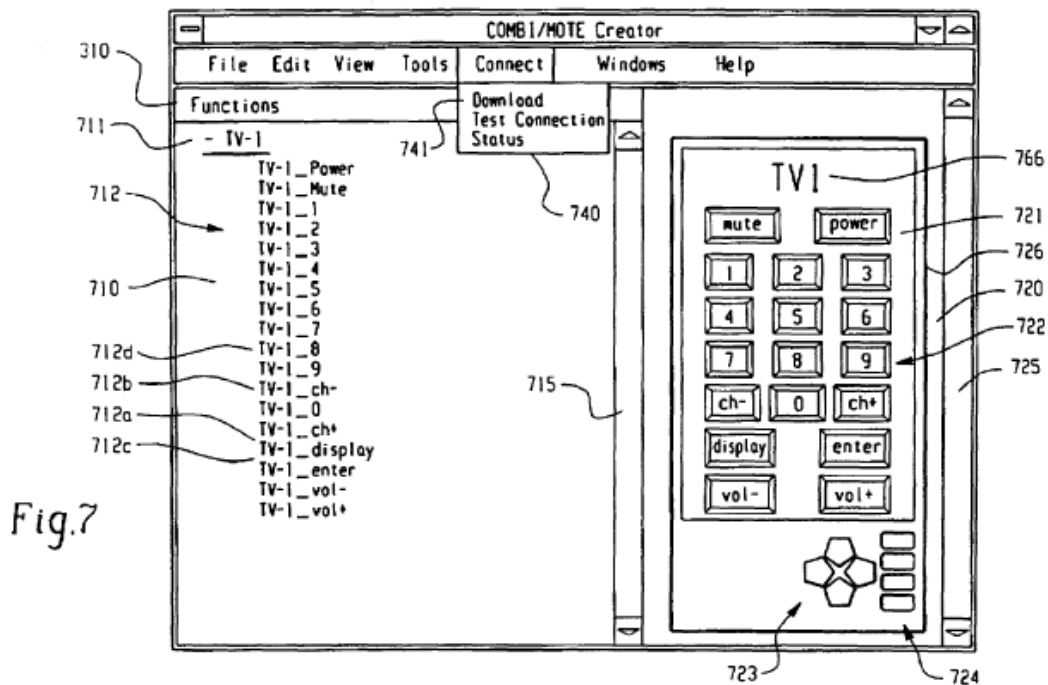 COMBI/MOTE Creator
File Edit View Tools Connect Windows Help
310
Functions
Download
Test Connection
Status
741
740
711
- TV-1
TV-1_Power
TV-1_Mute
TV-1_1
TV-1_2
TV-1_3
TV-1_4
TV-1_5
TV-1_6
TV-1_7
TV-1_8
TV-1_9
TV-1_ch-
TV-1_0
TV-1_ch+
TV-1_display
TV-1_enter
TV-1_vol-
TV-1_vol+
712
710
712d
712b
712a
712c
715
Fig.7
TV1
mute power
1 2 3
4 5 6
7 8 9
ch- 0 ch+
display enter
vol- vol+
766
721
726
720
722
725
723
724